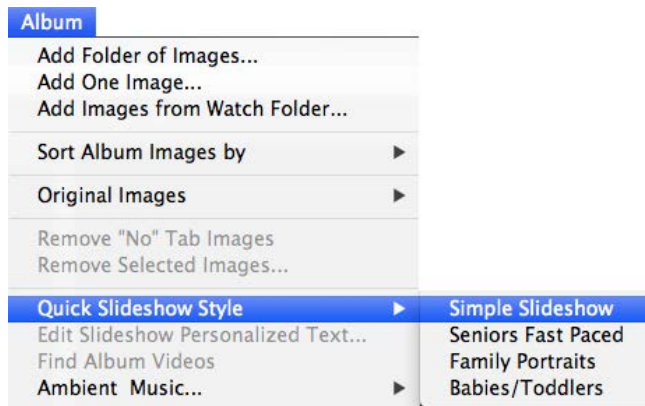 Album
Add Folder of Images...
Add One Image...
Add Images from Watch Folder...
Sort Album Images by
Original Images
Remove "No" Tab Images
Remove Selected Images...
Quick Slideshow Style
Edit Slideshow Personalized Text...
Find Album Videos
Ambient Music...
Simple Slideshow
Seniors Fast Paced
Family Portraits
Babies/Toddlers